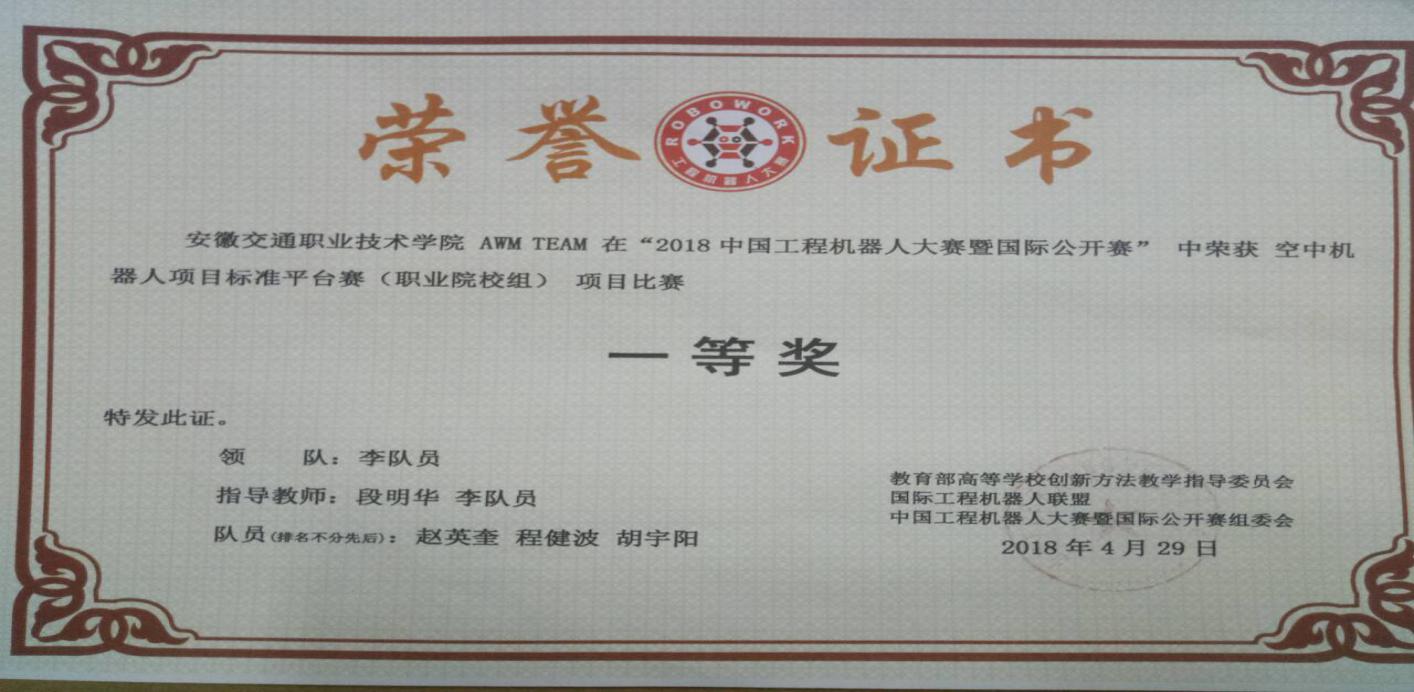 荣誉证书
ROBOWORK
工程机器人大赛
安徽交通职业技术学院 AWM TEAM 在“2018 中国工程机器人大赛暨国际公开赛” 中荣获 空中机
器人项目标准平台赛（职业院校组） 项目比赛
一等奖
特发此证。
领 队：李队员
指导教师：段明华 李队员
队员(排名不分先后)：赵英奎 程健波 胡宇阳
教育部高等学校创新方法教学指导委员会
国际工程机器人联盟
中国工程机器人大赛暨国际公开赛组委会
2018 年 4 月 29 日